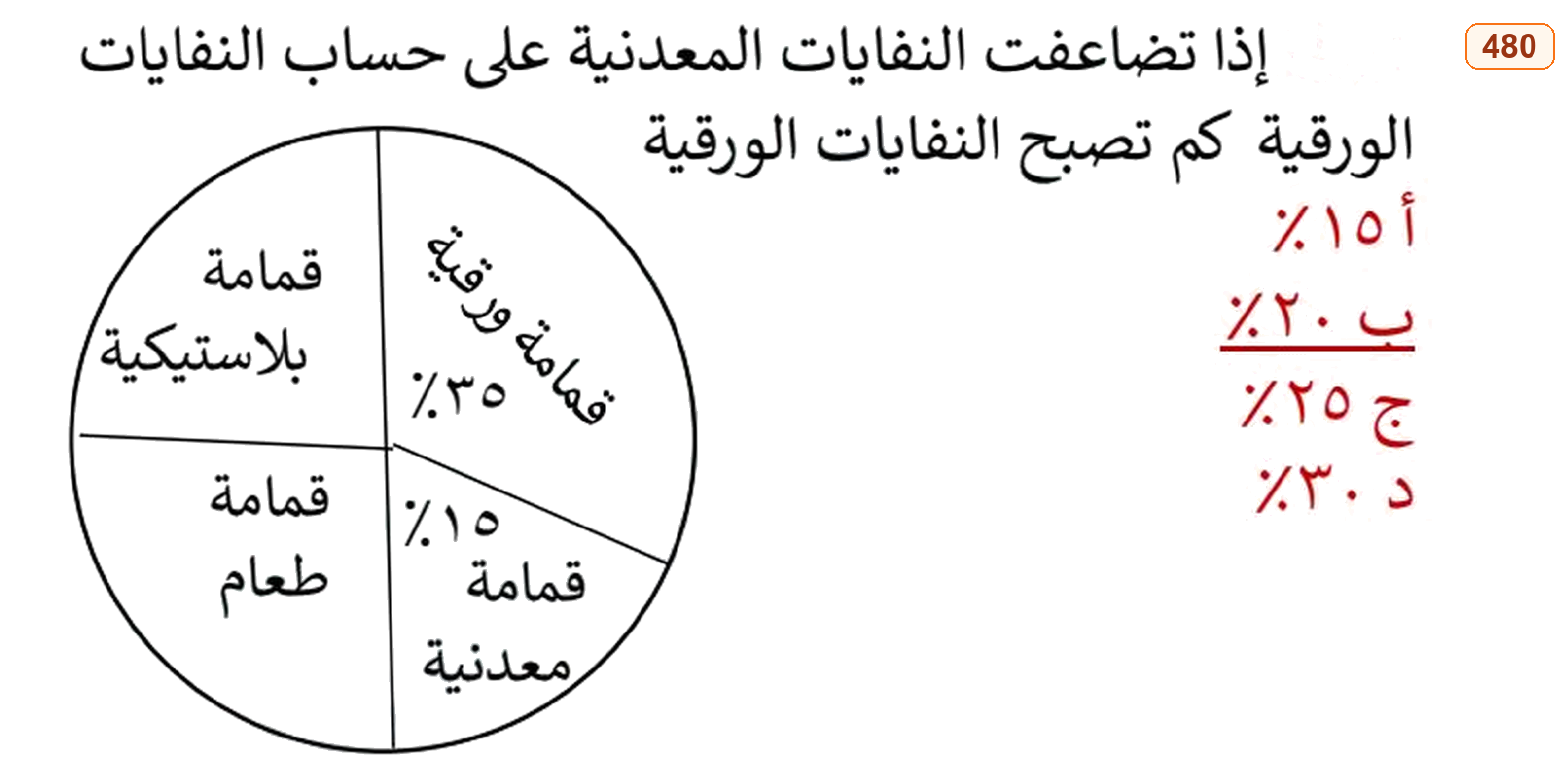 480
إذا تضاعفت النفايات المعدنية على حساب النفايات
الورقية كم تصبح النفايات الورقية
أ ١٥٪
ب ٢٠٪
ج ٢٥٪
د ٣٠٪
قمامة ورقية
٣٥٪
قمامة
بلاستيكية
قمامة
طعام
١٥٪
قمامة
معدنية